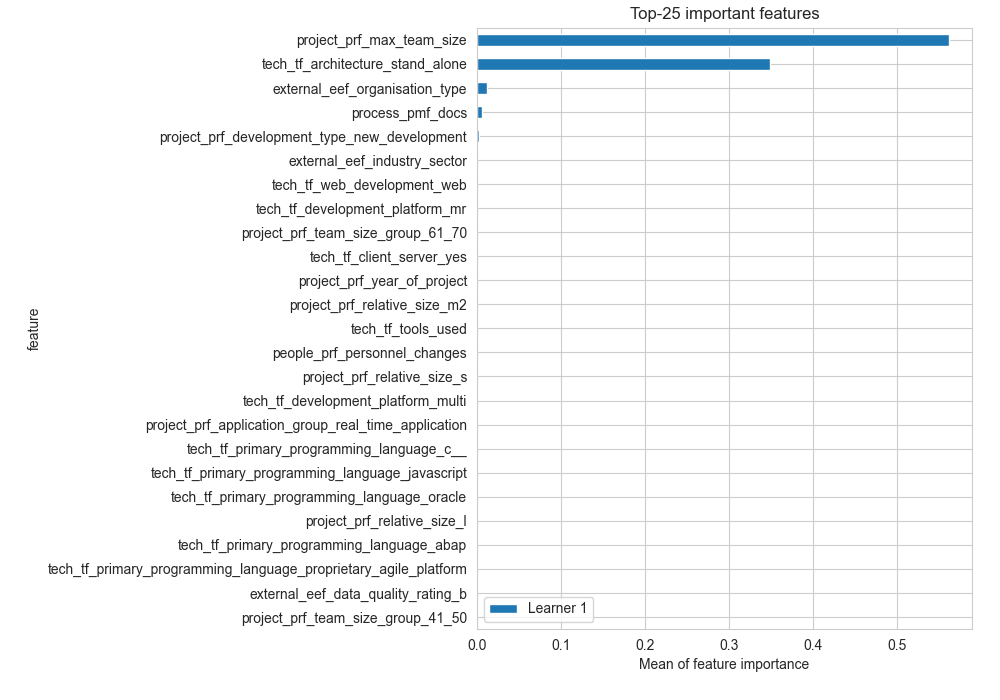 Top-25 important features
project_prf_max_team_size
tech_tf_architecture_stand_alone
external_eef_organisation_type
process_pmf_docs
project_prf_development_type_new_development
external_eef_industry_sector
tech_tf_web_development_web
tech_tf_development_platform_mr
project_prf_team_size_group_61_70
tech_tf_client_server_yes
project_prf_year_of_project
project_prf_relative_size_m2
tech_tf_tools_used
people_prf_personnel_changes
project_prf_relative_size_s
tech_tf_development_platform_multi
project_prf_application_group_real_time_application
tech_tf_primary_programming_language_c__
tech_tf_primary_programming_language_javascript
tech_tf_primary_programming_language_oracle
project_prf_relative_size_l
tech_tf_primary_programming_language_abap
tech_tf_primary_programming_language_proprietary_agile_platform
external_eef_data_quality_rating_b
project_prf_team_size_group_41_50
feature
Learner 1
0.0 0.1 0.2 0.3 0.4 0.5
Mean of feature importance